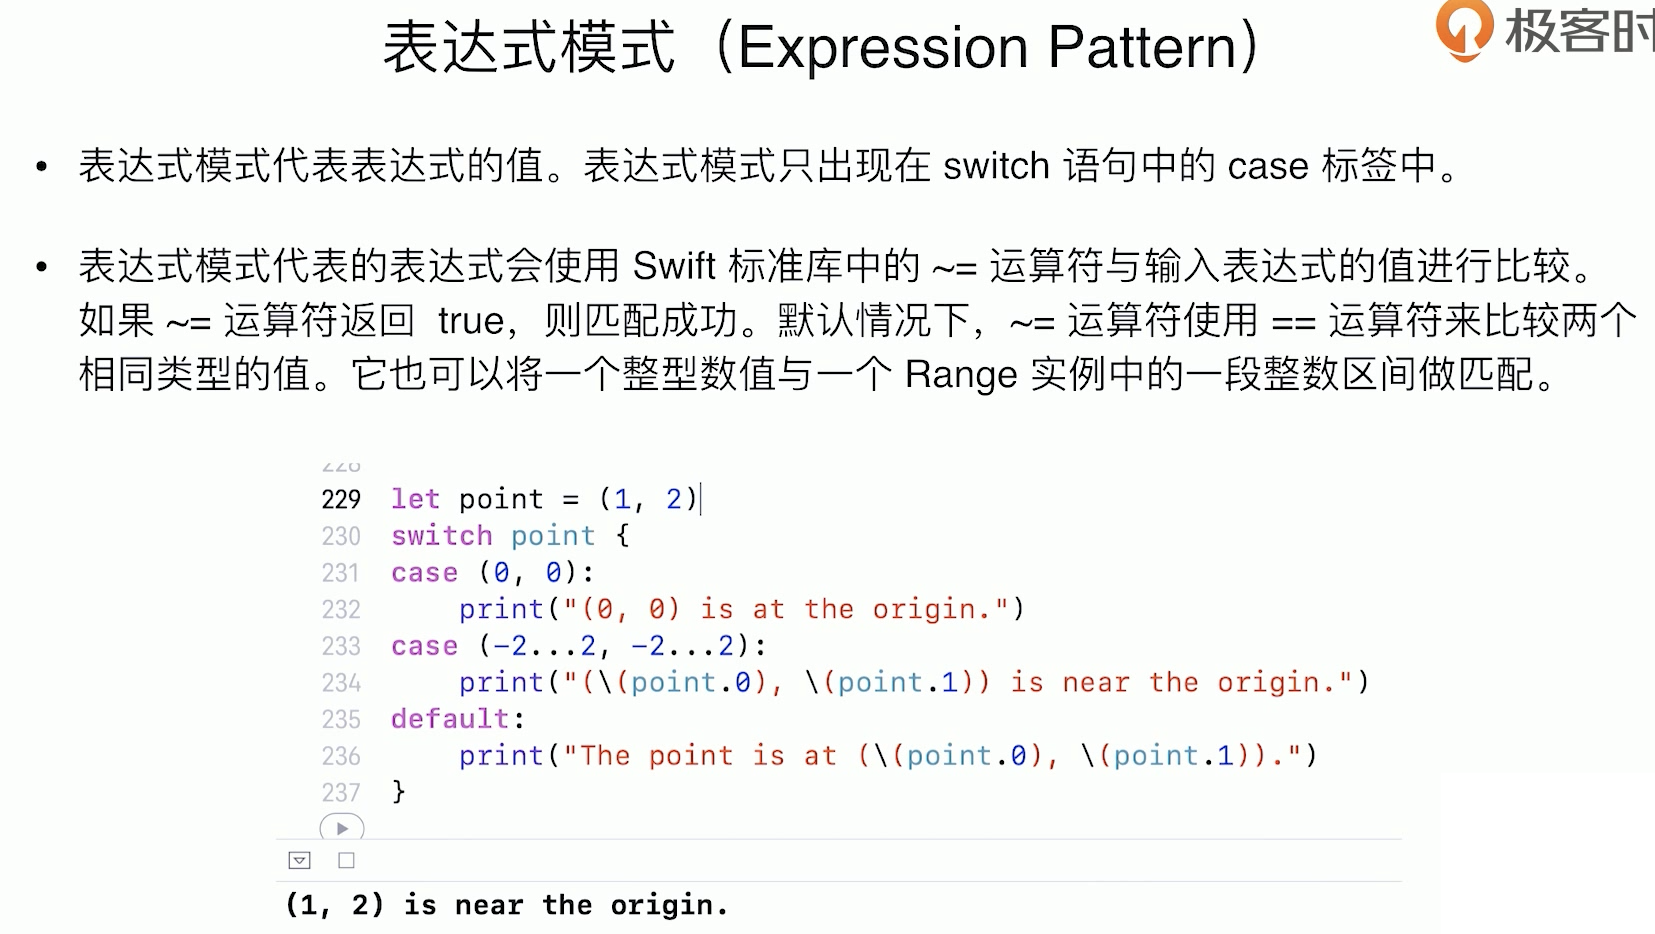 表达式模式（Expression Pattern）
极客时
• 表达式模式代表表达式的值。表达式模式只出现在 switch 语句中的 case 标签中。
• 表达式模式代表的表达式会使用 Swift 标准库中的 ~= 运算符与输入表达式的值进行比较。
如果 ~= 运算符返回 true，则匹配成功。默认情况下，~= 运算符使用 == 运算符来比较两个
相同类型的值。它也可以将一个整型数值与一个 Range 实例中的一段整数区间做匹配。
229 let point = (1, 2)
230 switch point {
231 case (0, 0):
232     print("(0, 0) is at the origin.")
233 case (-2...2, -2...2):
234     print("(\(point.0), \(point.1)) is near the origin.")
235 default:
236     print("The point is at (\(point.0), \(point.1)).")
237 }
(1, 2) is near the origin.